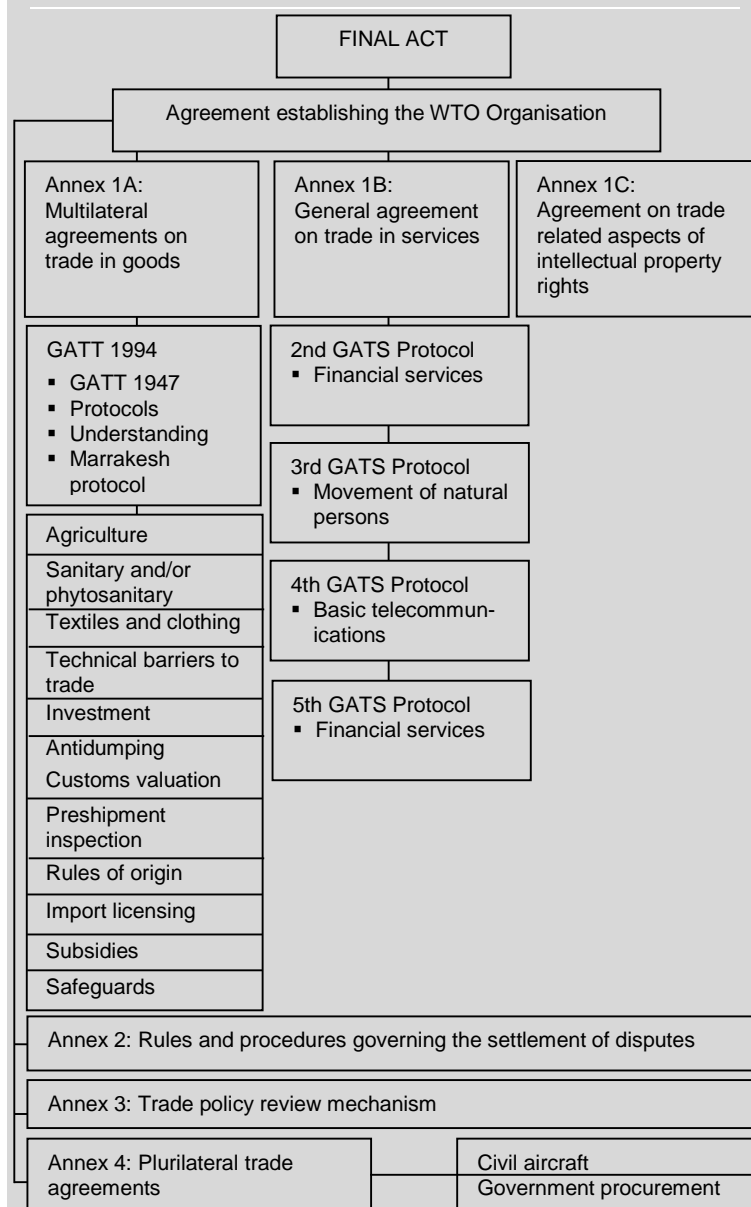 FINAL ACT
Agreement establishing the WTO Organisation
Annex 1A:
Multilateral
agreements on
trade in goods
Annex 1B:
General agreement
on trade in services
Annex 1C:
Agreement on trade
related aspects of
intellectual property
rights
GATT 1994
▪ GATT 1947
▪ Protocols
▪ Understanding
▪ Marrakesh
protocol
2nd GATS Protocol
▪ Financial services
3rd GATS Protocol
▪ Movement of natural
persons
4th GATS Protocol
▪ Basic telecommun-
ications
5th GATS Protocol
▪ Financial services
Agriculture
Sanitary and/or
phytosanitary
Textiles and clothing
Technical barriers to
trade
Investment
Antidumping
Customs valuation
Preshipment
inspection
Rules of origin
Import licensing
Subsidies
Safeguards
Annex 2: Rules and procedures governing the settlement of disputes
Annex 3: Trade policy review mechanism
Annex 4: Plurilateral trade
agreements
Civil aircraft
Government procurement